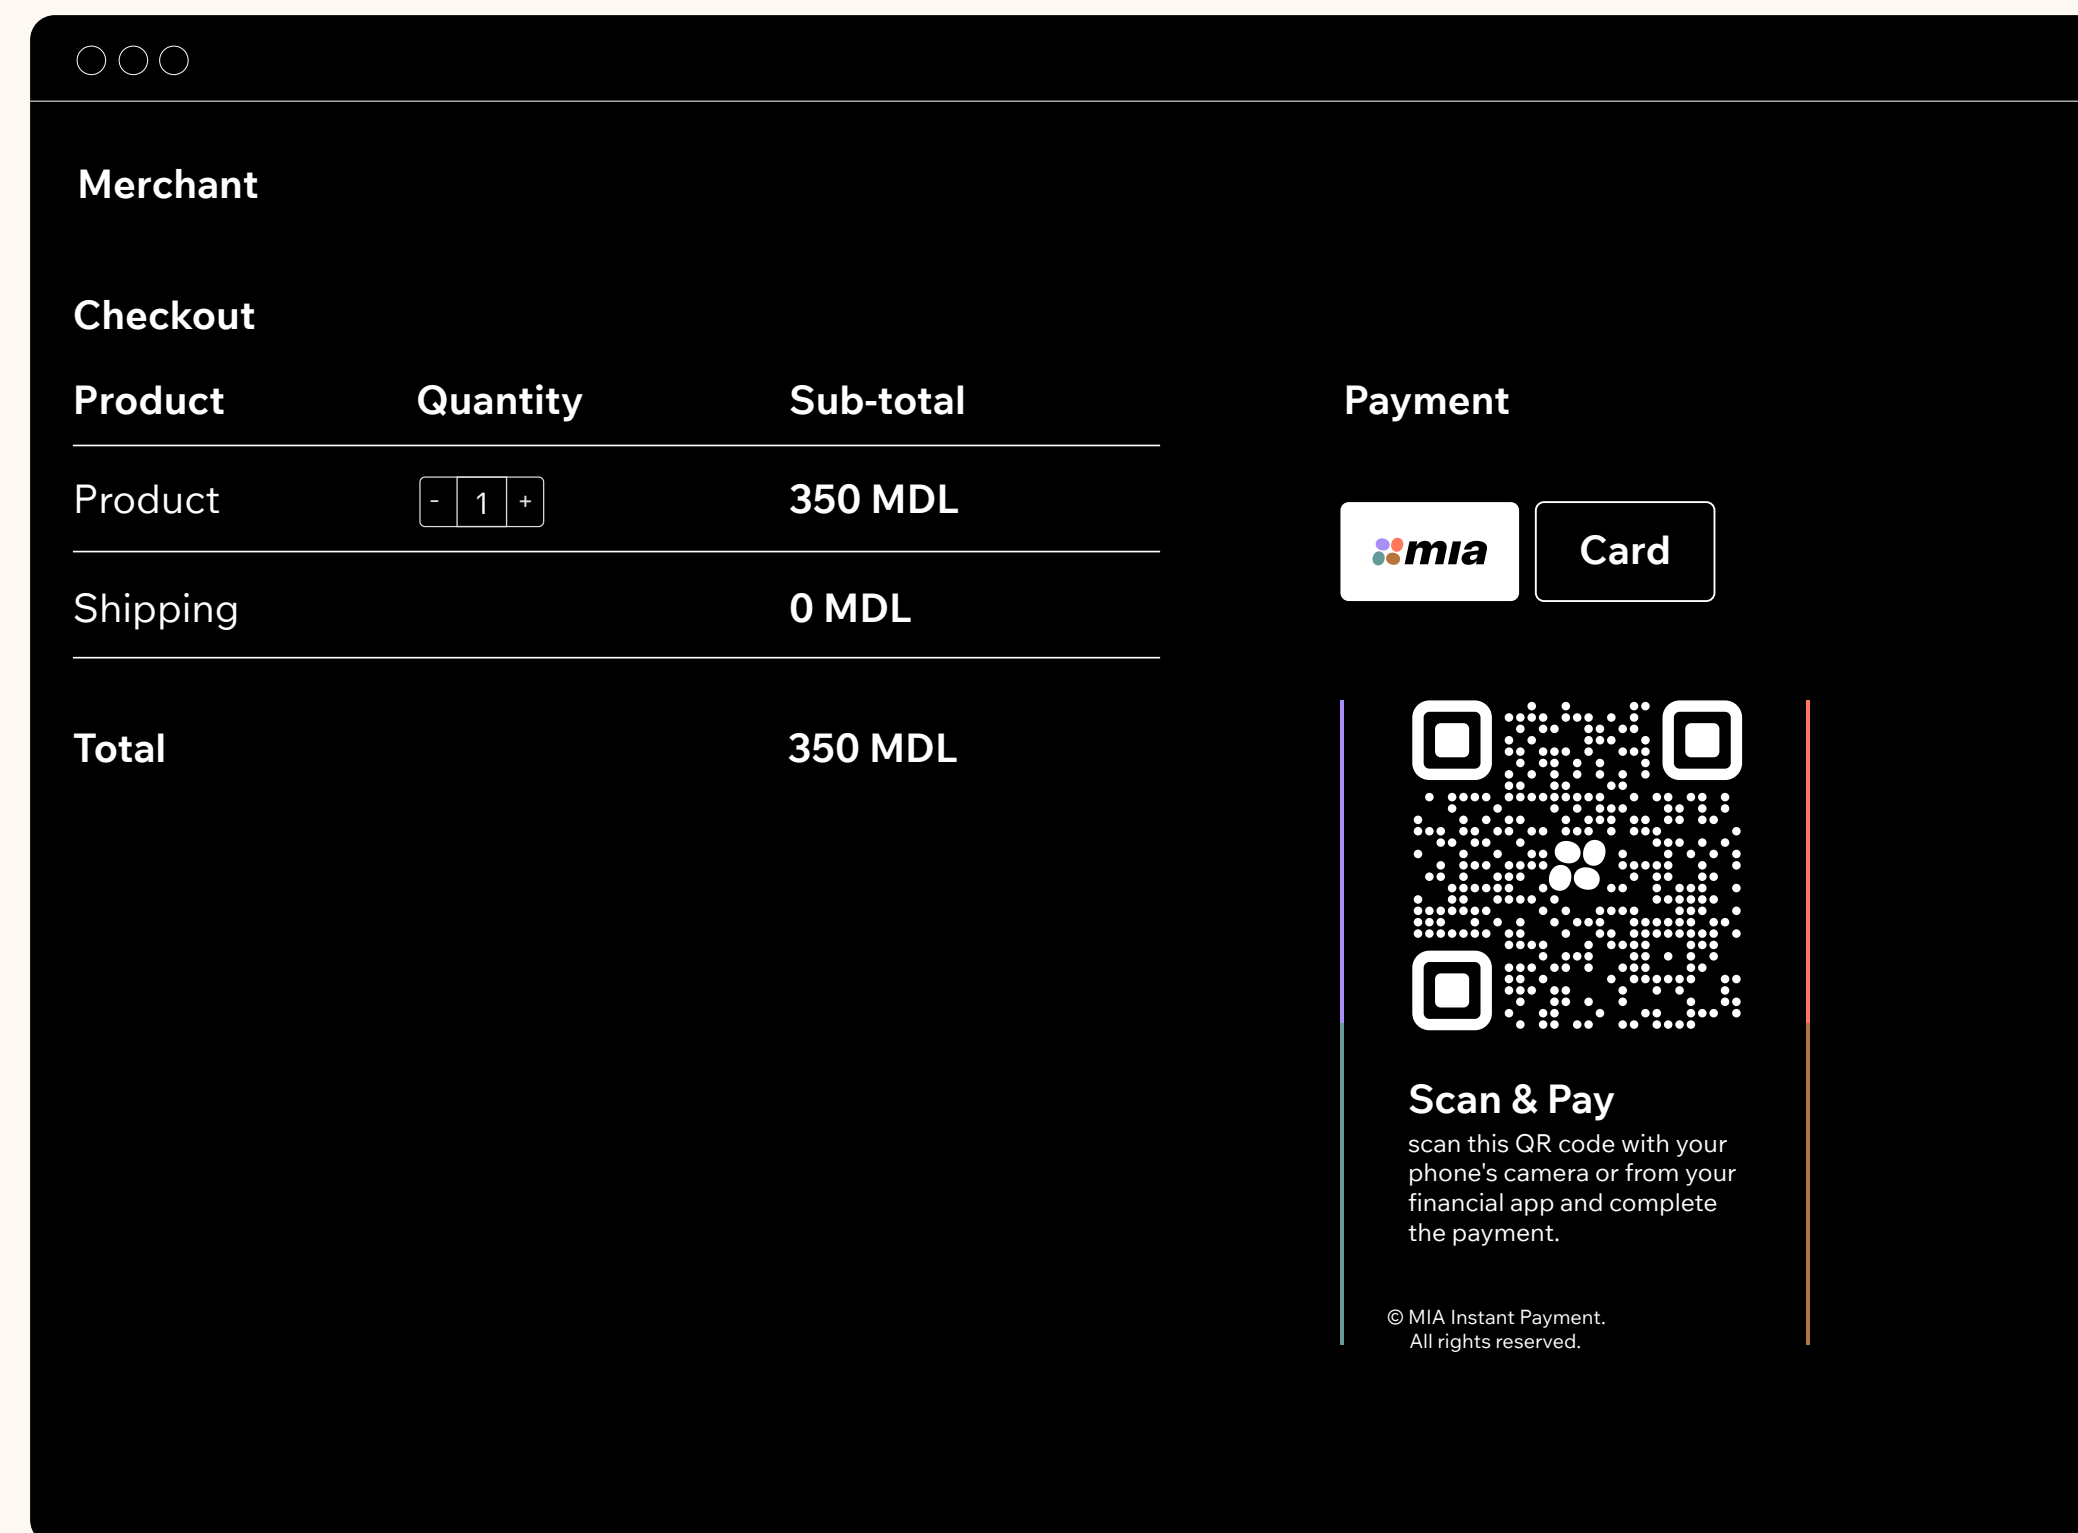 Merchant
Checkout
Product Quantity Sub-total
Product - 1 + 350 MDL
Shipping 0 MDL
Total 350 MDL
Payment
mia Card
Scan & Pay
scan this QR code with your
phone's camera or from your
financial app and complete
the payment.
© MIA Instant Payment.
All rights reserved.